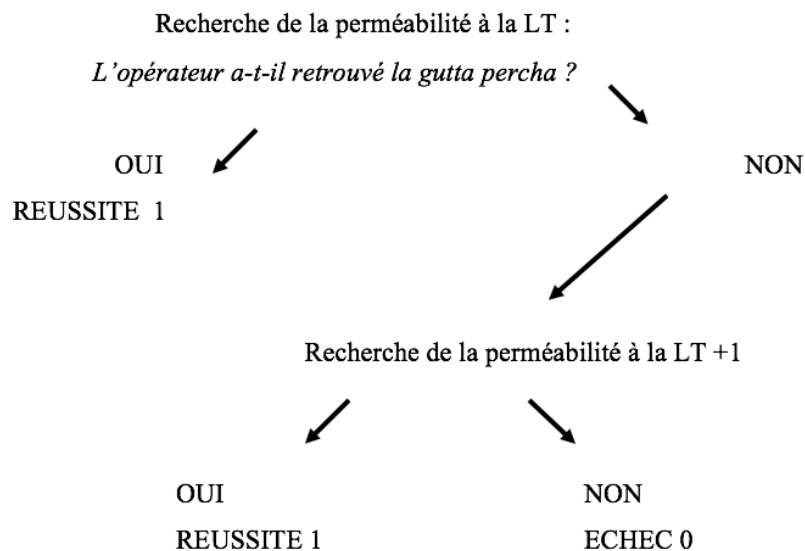 Recherche de la perméabilité à la LT :
L'opérateur a-t-il retrouvé la gutta percha ?
OUI
NON
REUSSITE 1
Recherche de la perméabilité à la LT +1
OUI
NON
REUSSITE 1
ECHEC 0